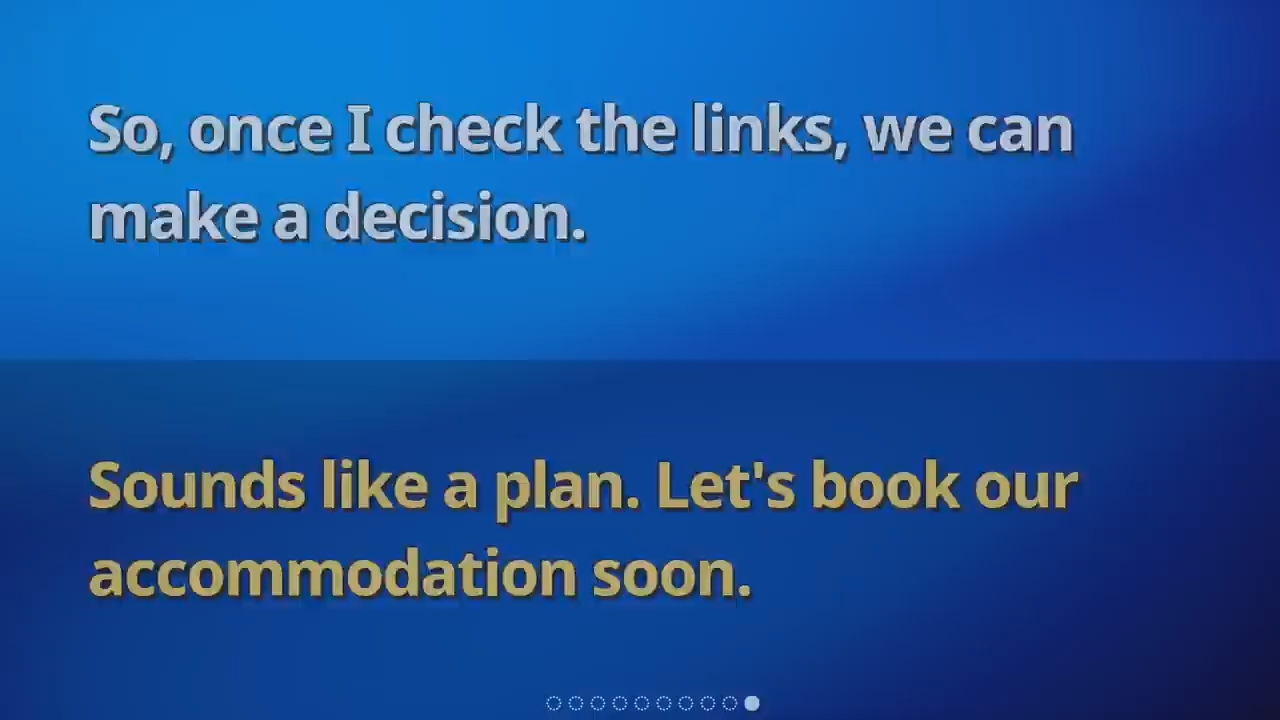 So, once I check the links, we can
make a decision.
Sounds like a plan. Let's book our
accommodation soon.